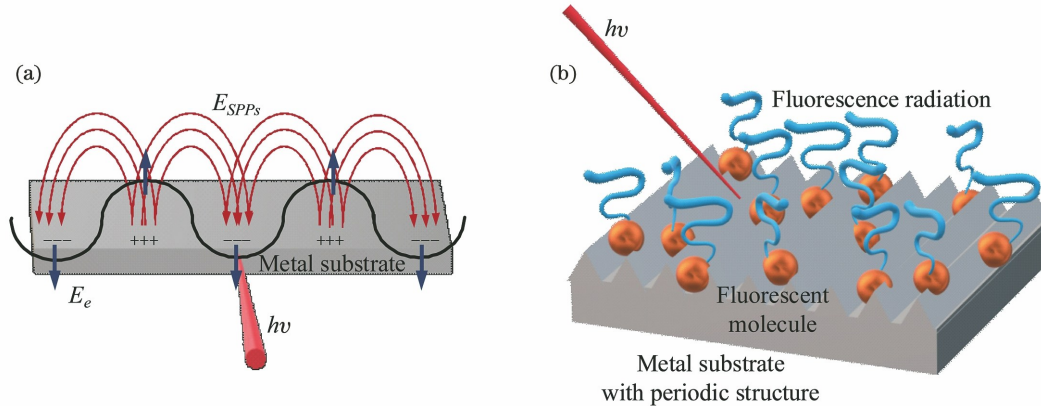 (a)
E_SPPs
--- +++ --- +++ ---
Metal substrate
E_e
hν
(b)
hν
Fluorescence radiation
Fluorescent
molecule
Metal substrate
with periodic structure